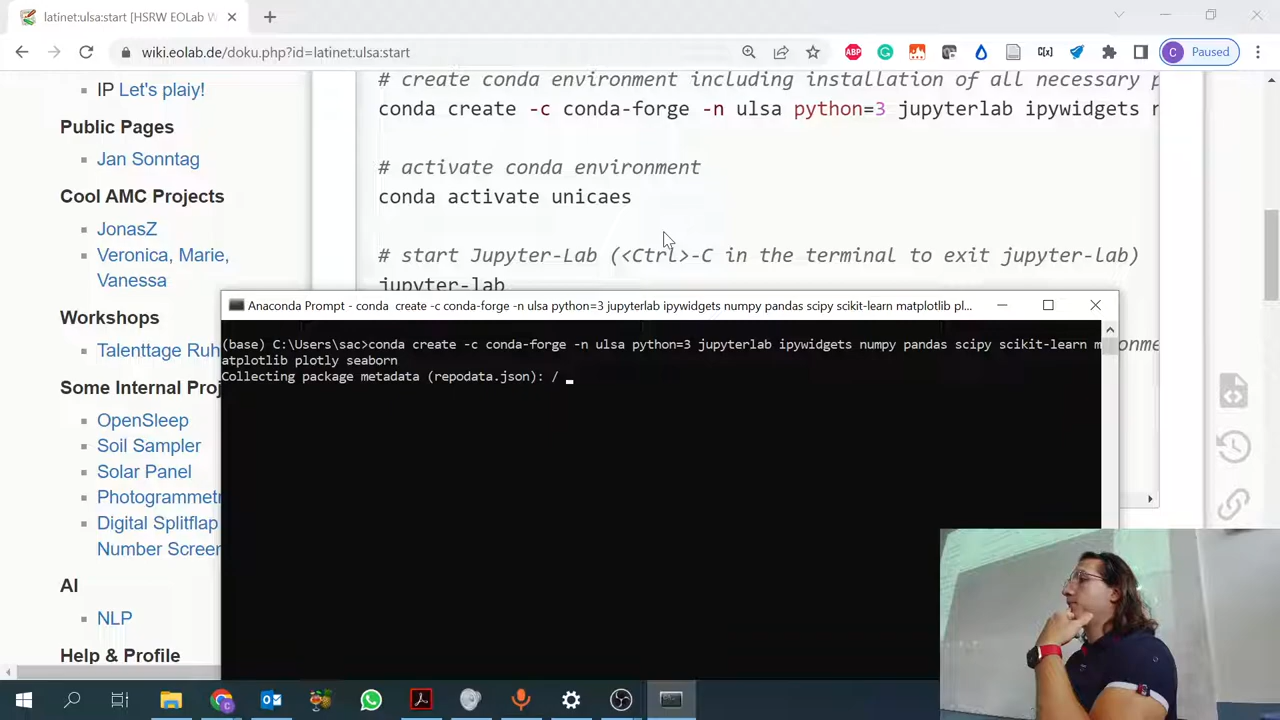 latinet:ulsa:start [HSRW EOLab W
wiki.eolab.de/doku.php?id=latinet:ulsa:start
ABP
C Paused
IP Let's plaiy!
Public Pages
Jan Sonntag
Cool AMC Projects
JonasZ
Veronica, Marie,
Vanessa
Workshops
Talenttage Ruh
Some Internal Proj
OpenSleep
Soil Sampler
Solar Panel
Photogrammetr
Digital Splitflap
Number Screen
AI
NLP
Help & Profile
# create conda environment including installation of all necessary p
conda create -c conda-forge -n ulsa python=3 jupyterlab ipywidgets n
# activate conda environment
conda activate unicaes
# start Jupyter-Lab (<Ctrl>-C in the terminal to exit jupyter-lab)
jupyter-lab
onme
Anaconda Prompt - conda create -c conda-forge -n ulsa python=3 jupyterlab ipywidgets numpy pandas scipy scikit-learn matplotlib pl...
(base) C:\Users\sac>conda create -c conda-forge -n ulsa python=3 jupyterlab ipywidgets numpy pandas scipy scikit-learn m
atplotlib plotly seaborn
Collecting package metadata (repodata.json): /